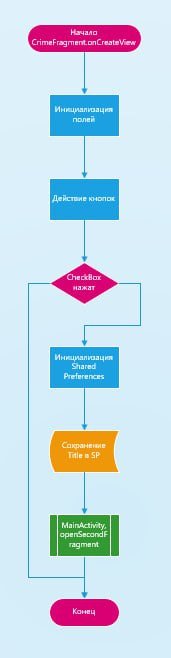 Начало
CrimeFragment.onCreateView
Инициализация
полей
Действие кнопок
CheckBox
нажат
Инициализация
Shared
Preferences
Сохранение
Title в SP
MainActivity,
openSecondF
ragment
Конец